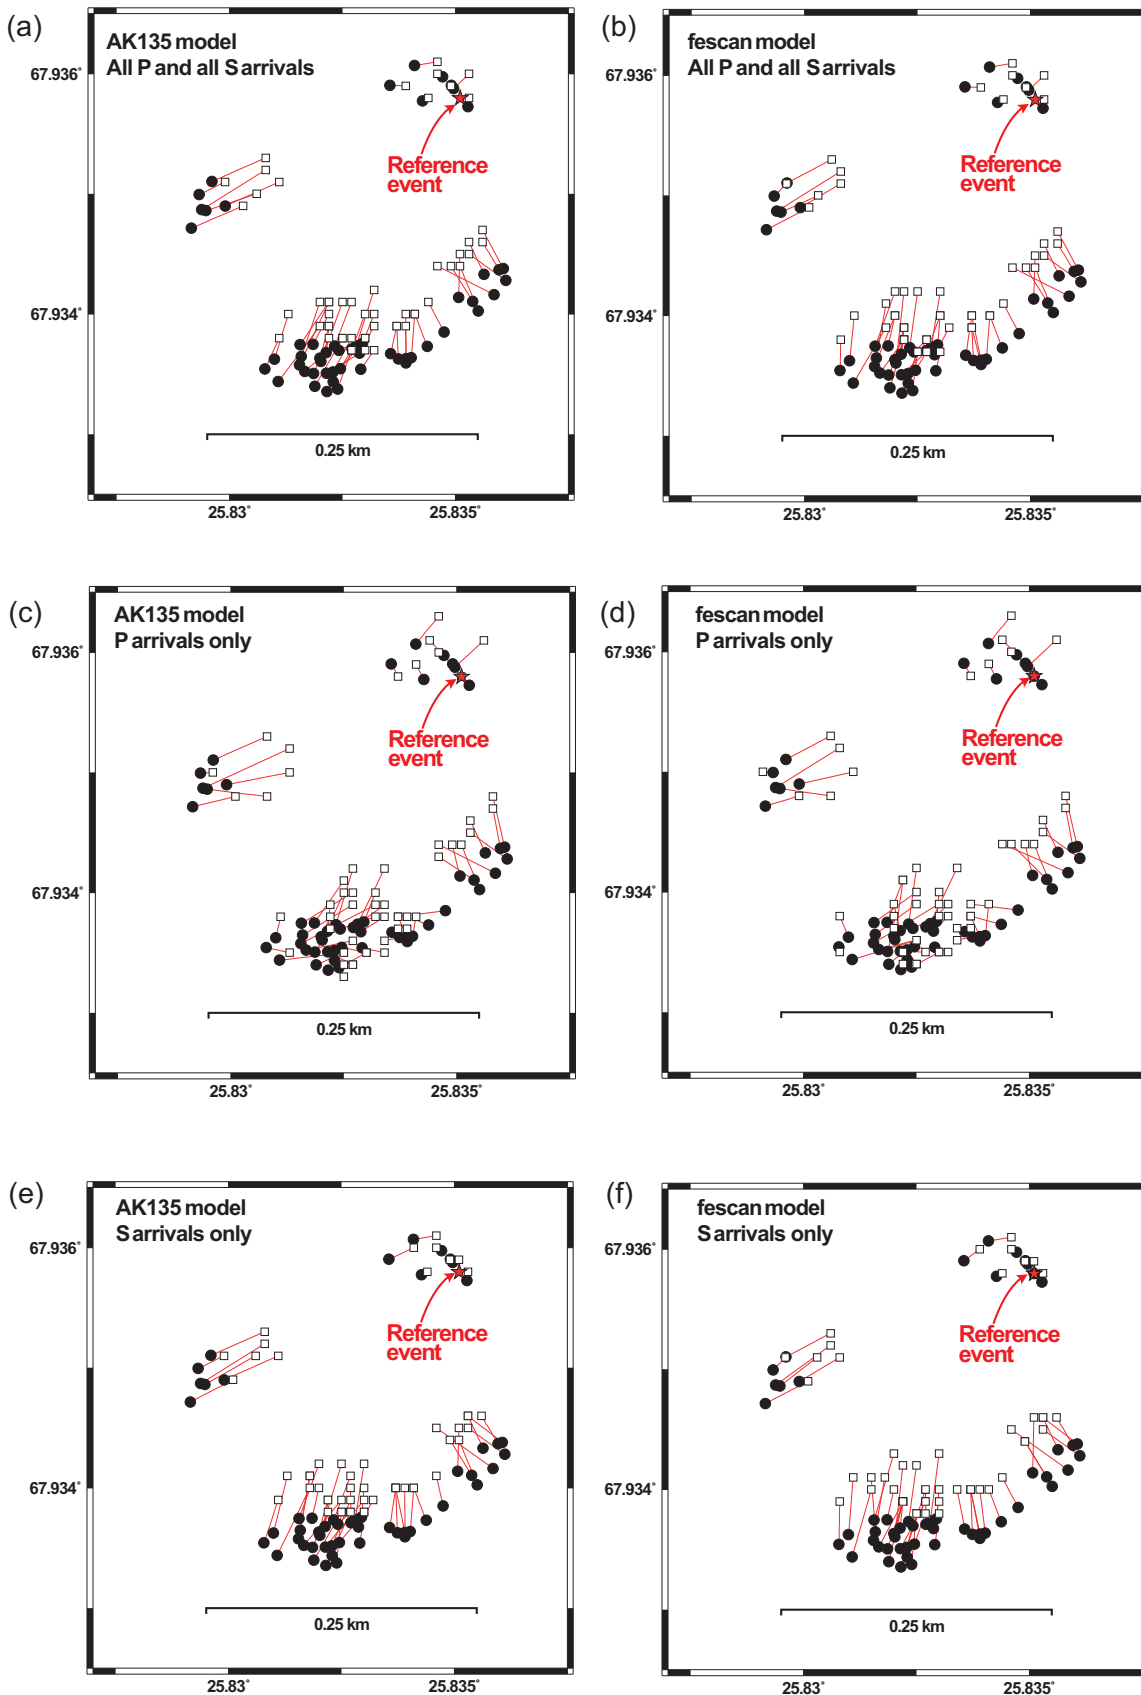 (a)
AK135 model
All P and all S arrivals
67.936°
Reference
event
67.934°
0.25 km
25.83°
25.835°
(b)
fescan model
All P and all S arrivals
67.936°
Reference
event
67.934°
0.25 km
25.83°
25.835°
(c)
AK135 model
P arrivals only
67.936°
Reference
event
67.934°
0.25 km
25.83°
25.835°
(d)
fescan model
P arrivals only
67.936°
Reference
event
67.934°
0.25 km
25.83°
25.835°
(e)
AK135 model
S arrivals only
67.936°
Reference
event
67.934°
0.25 km
25.83°
25.835°
(f)
fescan model
S arrivals only
67.936°
Reference
event
67.934°
0.25 km
25.83°
25.835°